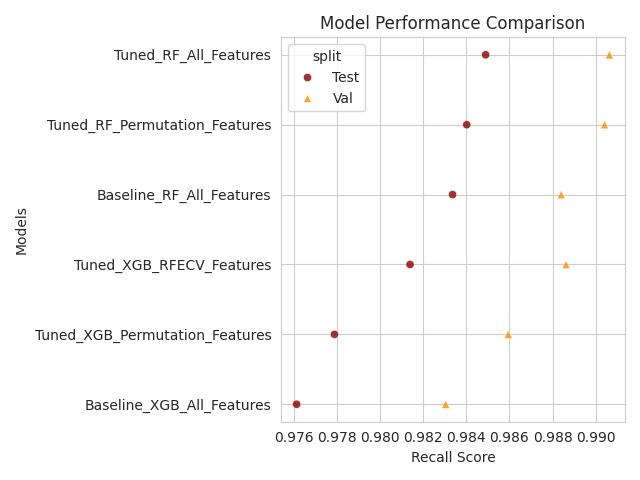 Model Performance Comparison
split
Test
Val
Models
Tuned_RF_All_Features
Tuned_RF_Permutation_Features
Baseline_RF_All_Features
Tuned_XGB_RFECV_Features
Tuned_XGB_Permutation_Features
Baseline_XGB_All_Features
0.976 0.978 0.980 0.982 0.984 0.986 0.988 0.990
Recall Score